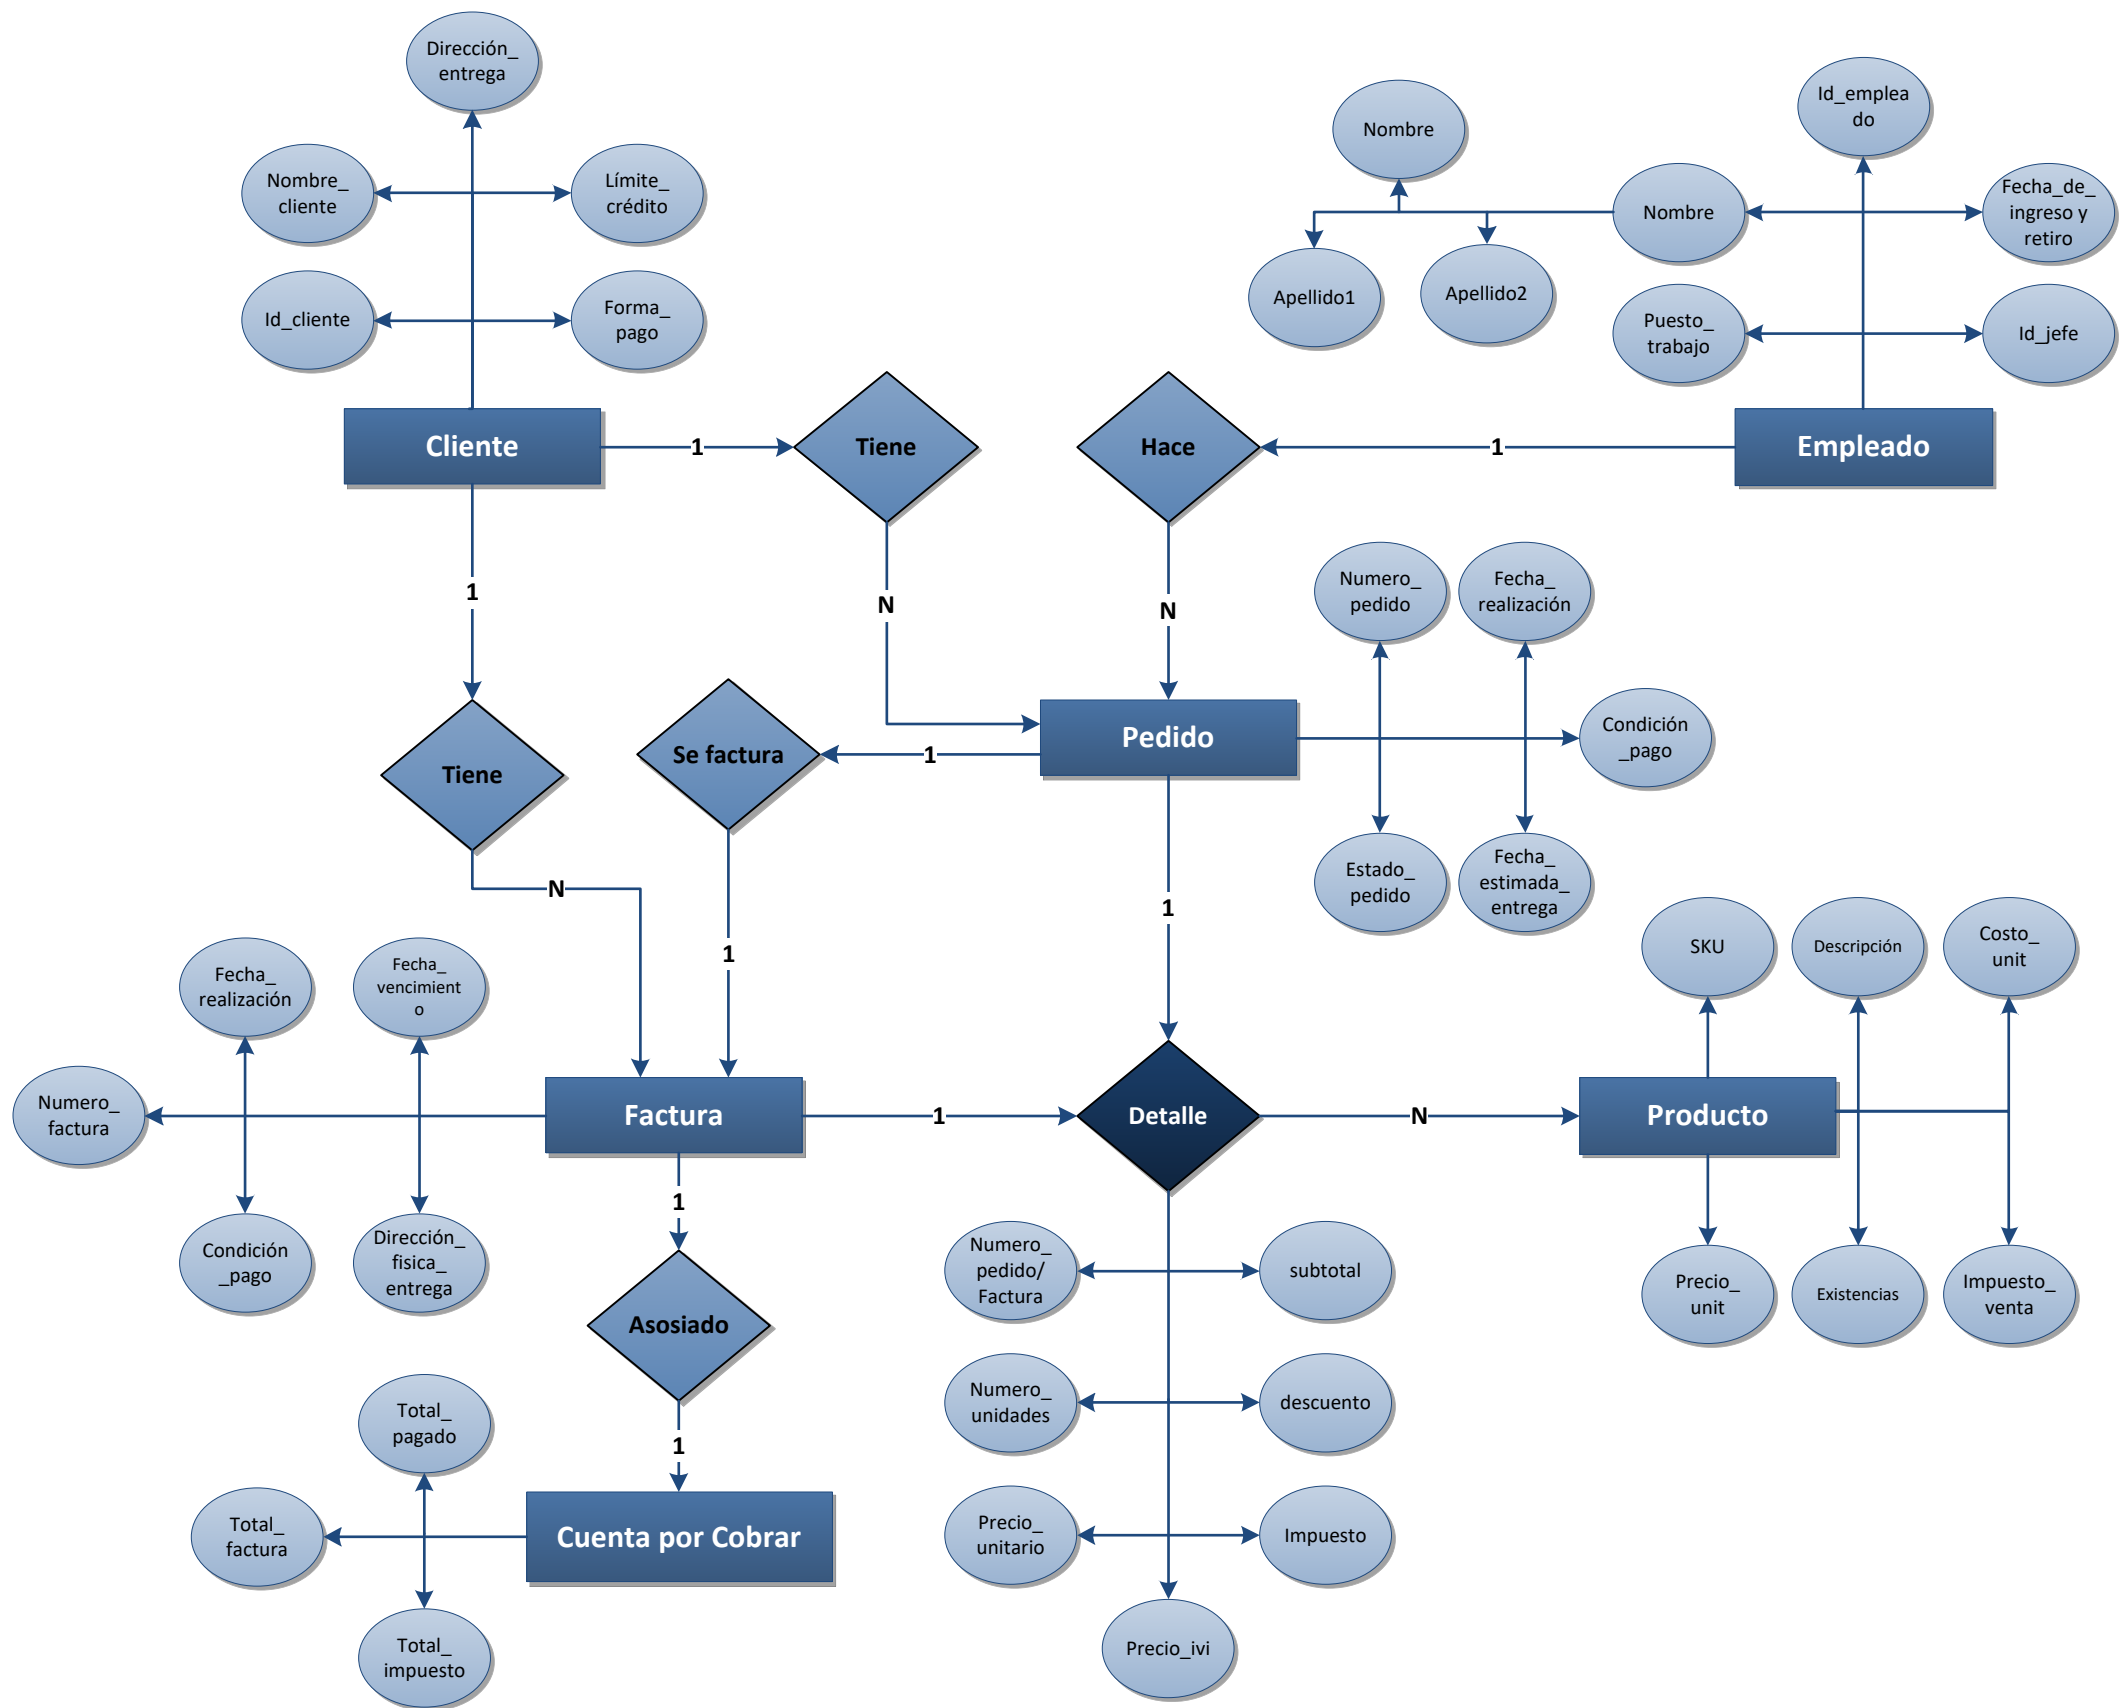 Dirección_
entrega
Nombre_
cliente
Límite_
crédito
Id_cliente
Forma_
pago
Cliente
1
Tiene
N
1
Tiene
N
Nombre
Apellido1
Apellido2
Nombre
Id_emplea
do
Fecha_de_
ingreso y
retiro
Puesto_
trabajo
Id_jefe
Empleado
1
Hace
N
Numero_
pedido
Fecha_
realización
Pedido
Condición
_pago
Estado_
pedido
Fecha_
estimada_
entrega
1
Se factura
1
1
Fecha_
realización
Fecha_
vencimient
o
Numero_
factura
Condición
_pago
Dirección_
fisica_
entrega
Factura
1
Detalle
N
SKU
Descripción
Costo_
unit
Producto
Precio_
unit
Existencias
Impuesto_
venta
1
Asosiado
1
Total_
pagado
Total_
factura
Total_
impuesto
Cuenta por Cobrar
Numero_
pedido/
Factura
subtotal
Numero_
unidades
descuento
Precio_
unitario
Impuesto
Precio_ivi